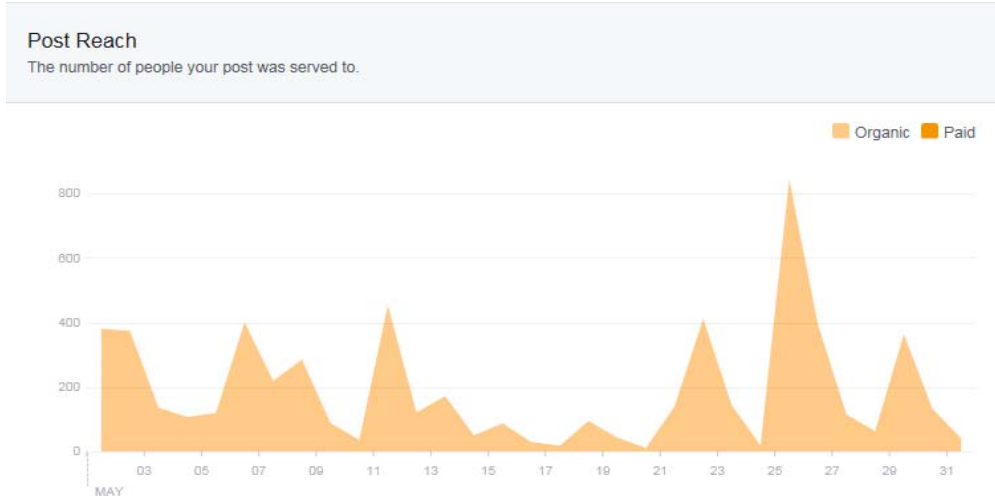 Post Reach
The number of people your post was served to.
Organic Paid
800
600
400
200
0
03 05 07 09 11 13 15 17 19 21 23 25 27 29 31
MAY